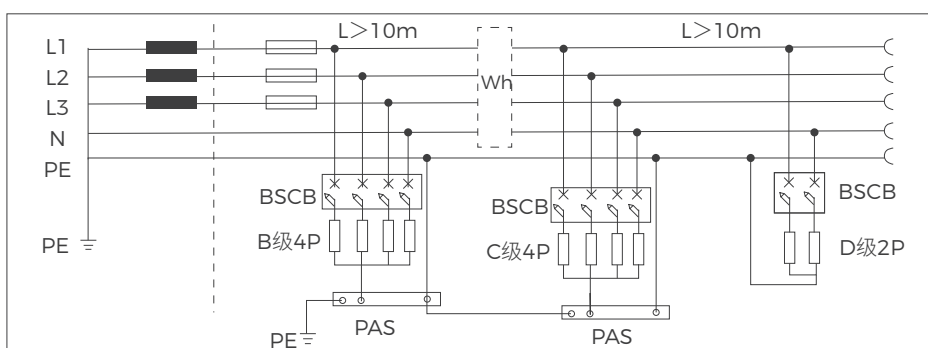 L1
L2
L3
N
PE
PE
L＞10m
Wh
L＞10m
BSCB
B级4P
PE
PAS
BSCB
C级4P
PAS
BSCB
D级2P